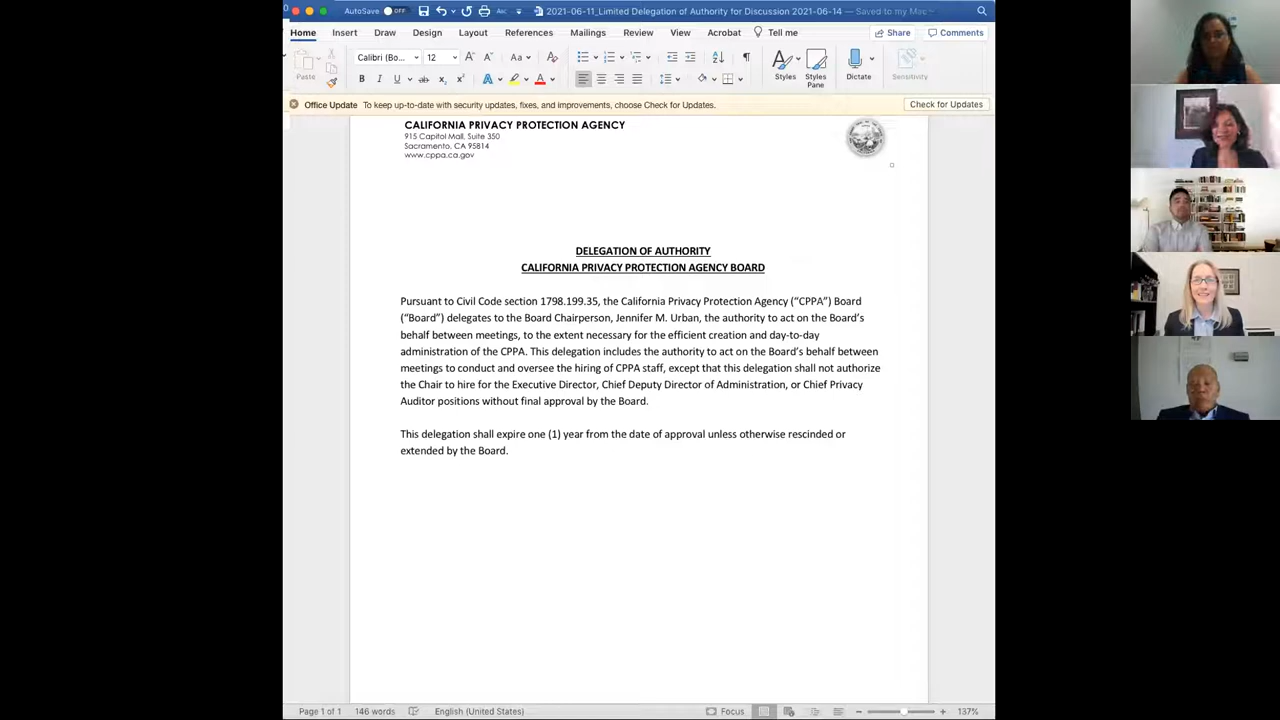 AutoSave OFF 2021-06-11_Limited Delegation of Authority for Discussion 2021-06-14 — Saved to my Mac
Home Insert Draw Design Layout References Mailings Review View Acrobat Tell me Share Comments
Calibri (Bo... 12
Paste Styles Styles Pane Dictate Sensitivity
Office Update To keep up-to-date with security updates, fixes, and improvements, choose Check for Updates. Check for Updates
CALIFORNIA PRIVACY PROTECTION AGENCY
915 Capitol Mall, Suite 350
Sacramento, CA 95814
www.cppa.ca.gov
DELEGATION OF AUTHORITY
CALIFORNIA PRIVACY PROTECTION AGENCY BOARD
Pursuant to Civil Code section 1798.199.35, the California Privacy Protection Agency (“CPPA”) Board
(“Board”) delegates to the Board Chairperson, Jennifer M. Urban, the authority to act on the Board’s
behalf between meetings, to the extent necessary for the efficient creation and day-to-day
administration of the CPPA. This delegation includes the authority to act on the Board’s behalf between
meetings to conduct and oversee the hiring of CPPA staff, except that this delegation shall not authorize
the Chair to hire for the Executive Director, Chief Deputy Director of Administration, or Chief Privacy
Auditor positions without final approval by the Board.
This delegation shall expire one (1) year from the date of approval unless otherwise rescinded or
extended by the Board.
Page 1 of 1 146 words English (United States) Focus 137%